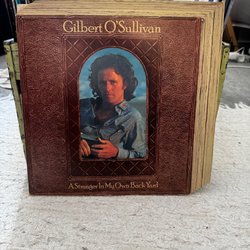 Gilbert O'Sullivan
A Stranger In My Own Back Yard